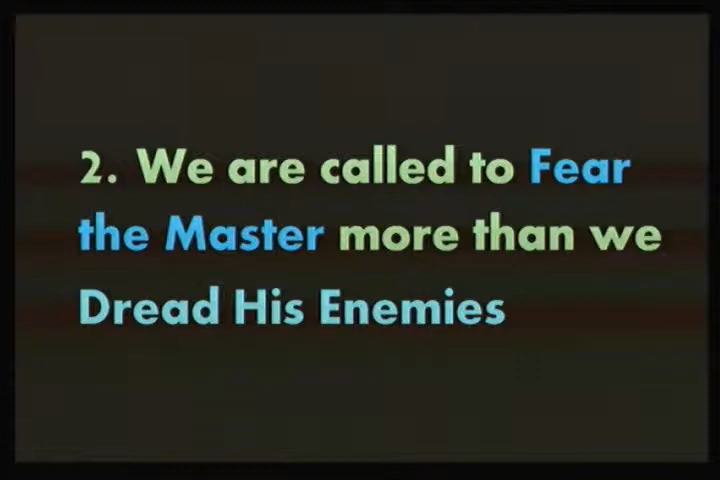 2. We are called to Fear
the Master more than we
Dread His Enemies